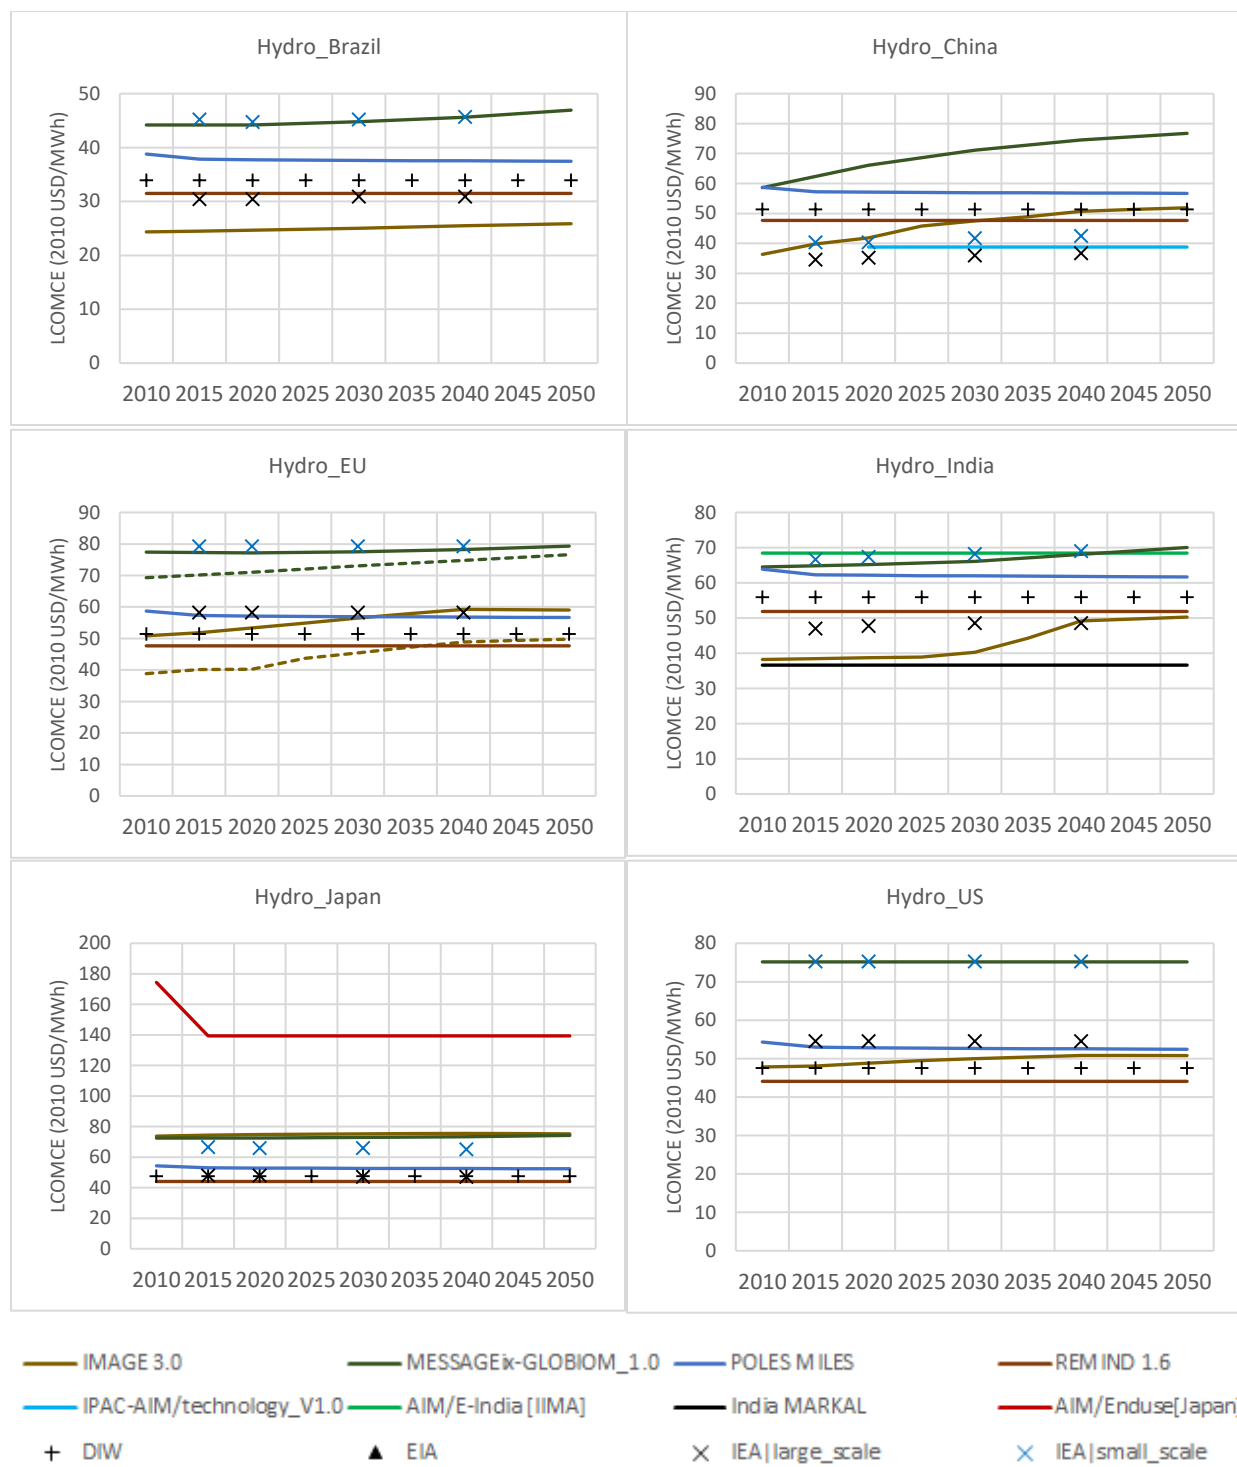 Hydro_Brazil
LCOMCE (2010 USD/MWh)
50
40
30
20
10
0
2010 2015 2020 2025 2030 2035 2040 2045 2050
Hydro_China
LCOMCE (2010 USD/MWh)
90
80
70
60
50
40
30
20
10
0
2010 2015 2020 2025 2030 2035 2040 2045 2050
Hydro_EU
LCOMCE (2010 USD/MWh)
90
80
70
60
50
40
30
20
10
0
2010 2015 2020 2025 2030 2035 2040 2045 2050
Hydro_India
LCOMCE (2010 USD/MWh)
80
70
60
50
40
30
20
10
0
2010 2015 2020 2025 2030 2035 2040 2045 2050
Hydro_Japan
LCOMCE (2010 USD/MWh)
200
180
160
140
120
100
80
60
40
20
0
2010 2015 2020 2025 2030 2035 2040 2045 2050
Hydro_US
LCOMCE (2010 USD/MWh)
80
70
60
50
40
30
20
10
0
2010 2015 2020 2025 2030 2035 2040 2045 2050
IMAGE 3.0 MESSAGEix-GLOBIOM_1.0 POLES MILES REMIND 1.6
IPAC-AIM/technology_V1.0 AIM/E-India [IIMA] India MARKAL AIM/Enduse[Japan]
DIW EIA IEA|large_scale IEA|small_scale